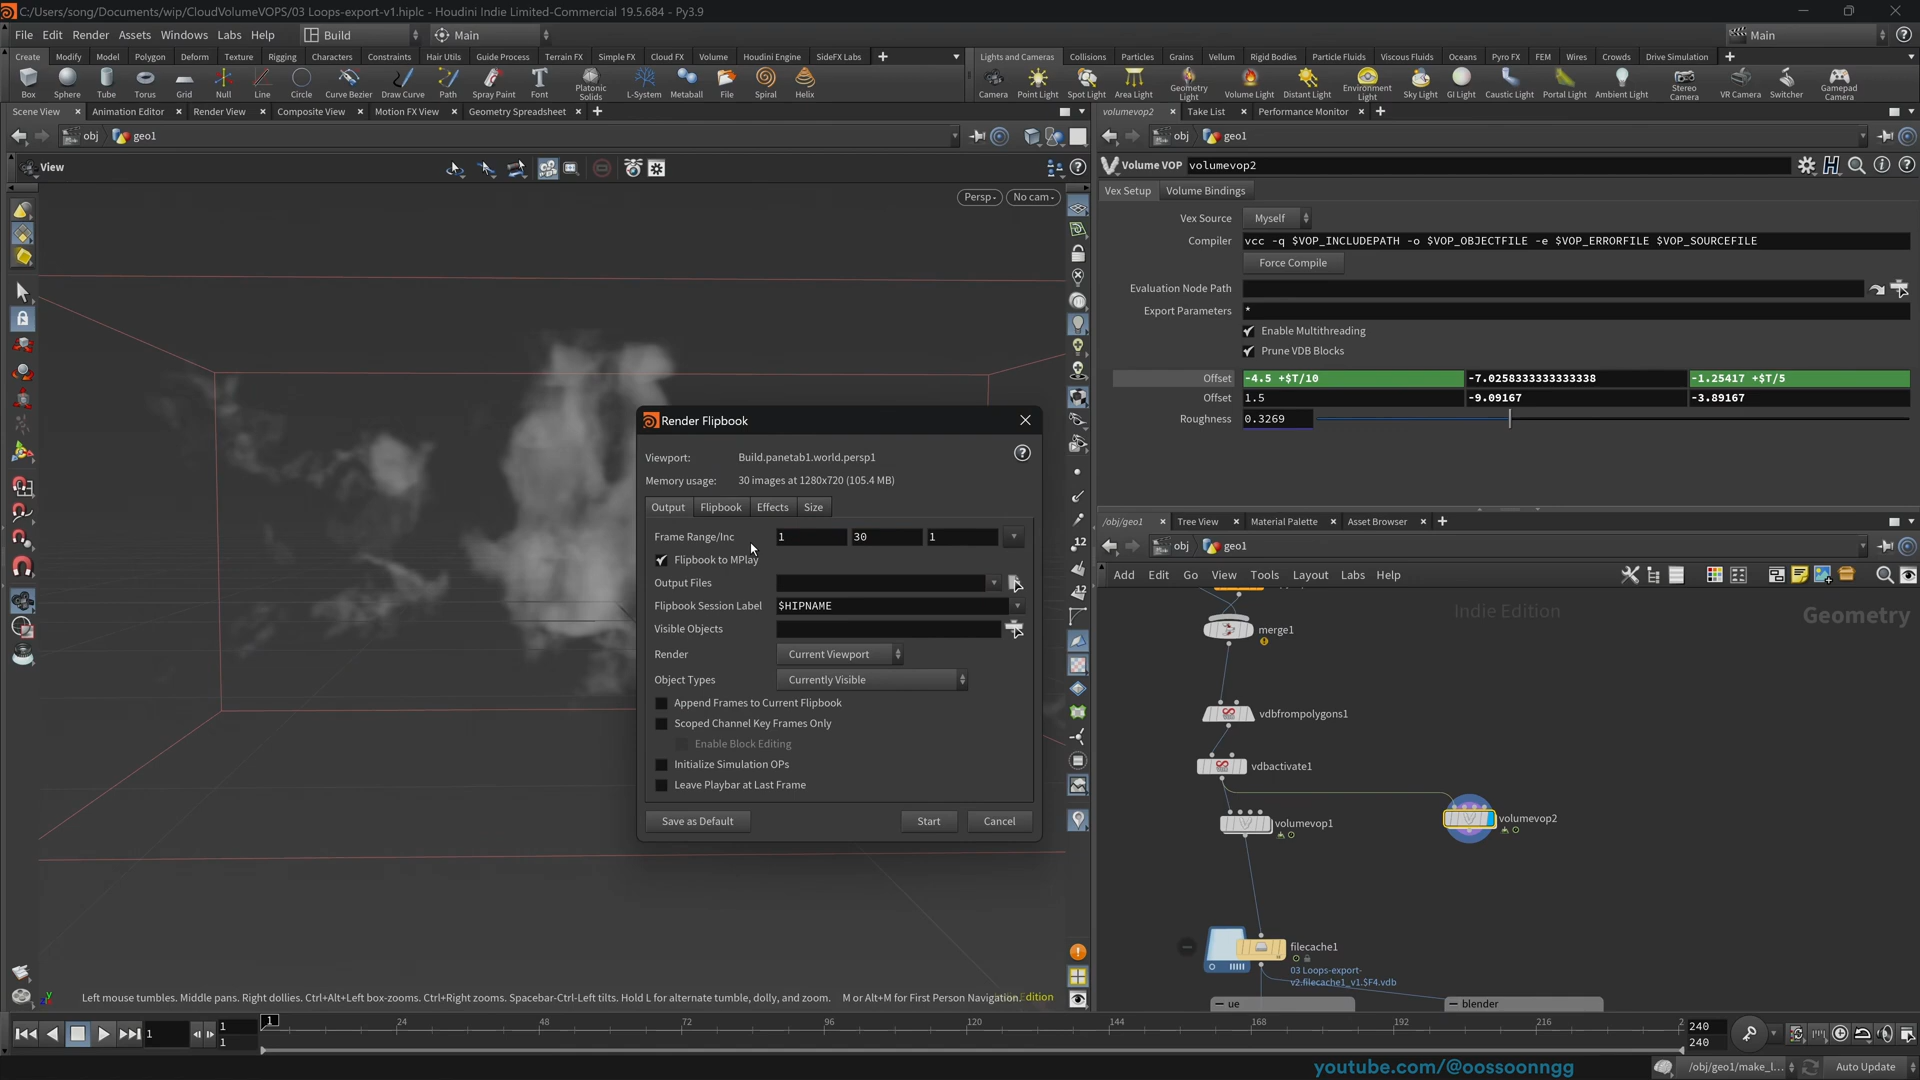 C:/Users/song/Documents/wip/CloudVolumeVOPS/03 Loops-export-v1.hiplc - Houdini Indie Limited-Commercial 19.5.684 - Py3.9
File Edit Render Assets Windows Labs Help Build Main Main
Create Modify Model Polygon Deform Texture Rigging Characters Constraints Hair Utils Guide Process Terrain FX Simple FX Cloud FX Volume Houdini Engine SideFX Labs
Lights and Cameras Collisions Particles Grains Vellum Rigid Bodies Particle Fluids Viscous Fluids Oceans Pyro FX FEM Wires Crowds Drive Simulation
Box Sphere Tube Torus Grid Null Line Circle Curve Bezier Draw Curve Path Spray Paint Font Platonic Solids L-System Metaball File Spiral Helix
Camera Point Light Spot Light Area Light Geometry Light Volume Light Distant Light Environment Light Sky Light GI Light Caustic Light Portal Light Ambient Light Stereo Camera VR Camera Switcher Gamepad Camera
Scene View Animation Editor Render View Composite View Motion FX View Geometry Spreadsheet
volumevop2 Take List Performance Monitor
obj geo1
obj geo1
View
Persp No cam
Volume VOP volumevop2
Vex Setup Volume Bindings
Vex Source Myself
Compiler vcc -q $VOP_INCLUDEPATH -o $VOP_OBJECTFILE -e $VOP_ERRORFILE $VOP_SOURCEFILE
Force Compile
Evaluation Node Path
Export Parameters *
Enable Multithreading
Prune VDB Blocks
Offset -4.5 +$T/10 -7.0258333333333338 -1.25417 +$T/5
Offset 1.5 -9.09167 -3.89167
Roughness 0.3269
Render Flipbook
Viewport: Build.panetab1.world.persp1
Memory usage: 30 images at 1280x720 (105.4 MB)
Output Flipbook Effects Size
Frame Range/Inc 1 30 1
Flipbook to MPlay
Output Files
Flipbook Session Label $HIPNAME
Visible Objects
Render Current Viewport
Object Types Currently Visible
Append Frames to Current Flipbook
Scoped Channel Key Frames Only
Enable Block Editing
Initialize Simulation OPs
Leave Playbar at Last Frame
Save as Default Start Cancel
12
12
/obj/geo1 Tree View Material Palette Asset Browser
obj geo1
Add Edit Go View Tools Layout Labs Help
Indie Edition
Geometry
merge1
vdbfrompolygons1
vdbactivate1
volumevop1
volumevop2
filecache1
03 Loops-export-
v2.filecache1_v1.$F4.vdb
ue
blender
Left mouse tumbles. Middle pans. Right dollies. Ctrl+Alt+Left box-zooms. Ctrl+Right zooms. Spacebar-Ctrl-Left tilts. Hold L for alternate tumble, dolly, and zoom. M or Alt+M for First Person Navigation.
Edition
1 1 1 1 24 48 72 96 120 144 168 192 216 2 240 240
youtube.com/@oossoonngg
/obj/geo1/make_l... Auto Update